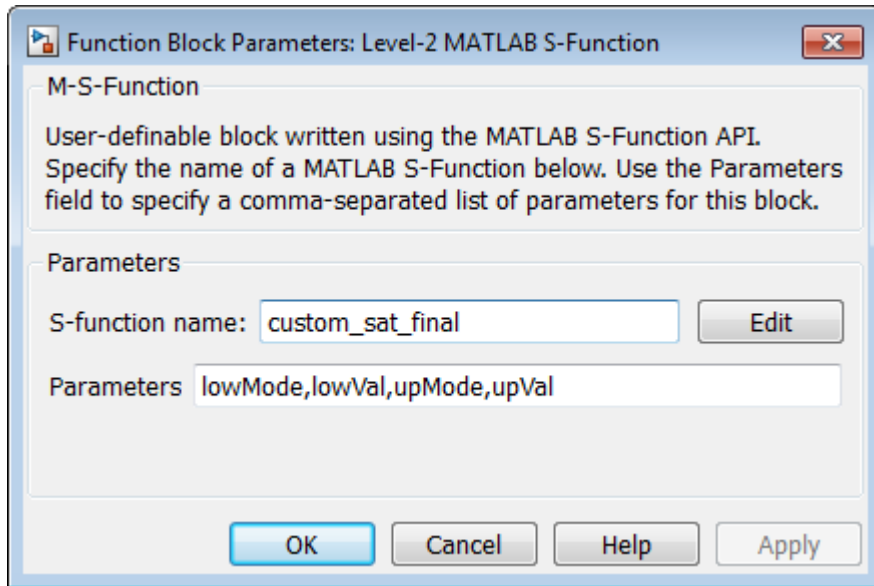 Function Block Parameters: Level-2 MATLAB S-Function
M-S-Function
User-definable block written using the MATLAB S-Function API.
Specify the name of a MATLAB S-Function below. Use the Parameters
field to specify a comma-separated list of parameters for this block.
Parameters
S-function name: custom_sat_final Edit
Parameters lowMode,lowVal,upMode,upVal
OK Cancel Help Apply